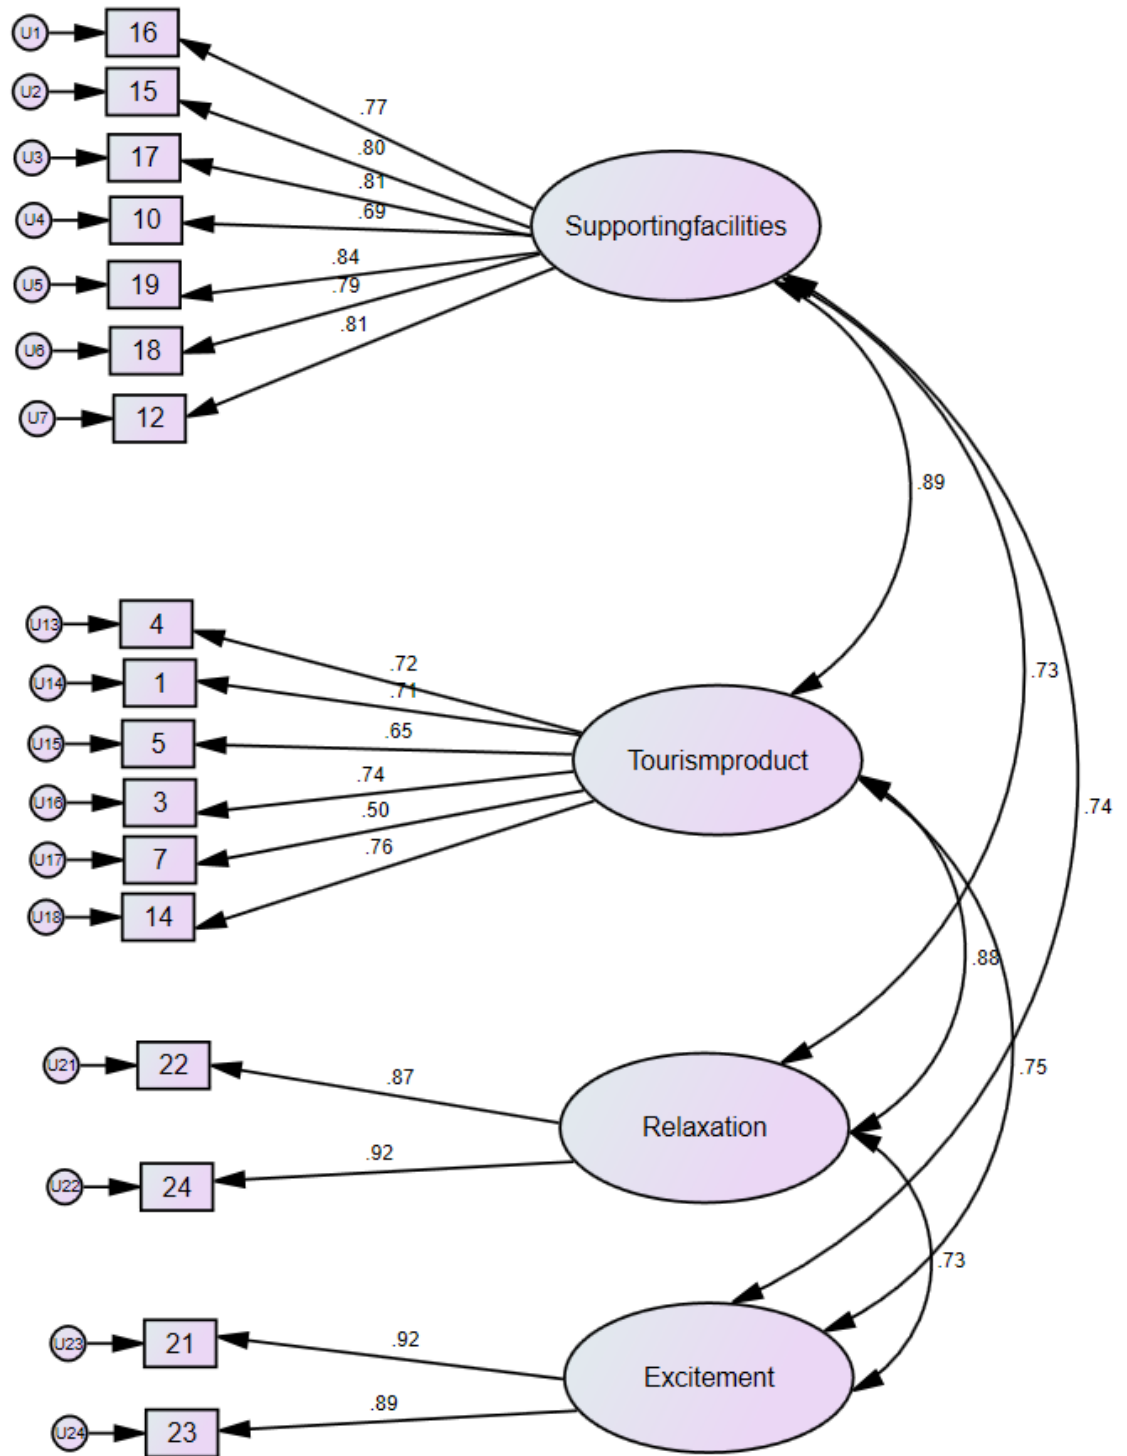 U1 16
U2 15
U3 17
U4 10
U5 19
U6 18
U7 12
.77
.80
.81
.69
.84
.79
.81
Supportingfacilities
.89
.73
.74
U13 4
U14 1
U15 5
U16 3
U17 7
U18 14
.72
.71
.65
.74
.50
.76
Tourismproduct
.88
.75
U21 22
U22 24
.87
.92
Relaxation
.73
U23 21
U24 23
.92
.89
Excitement